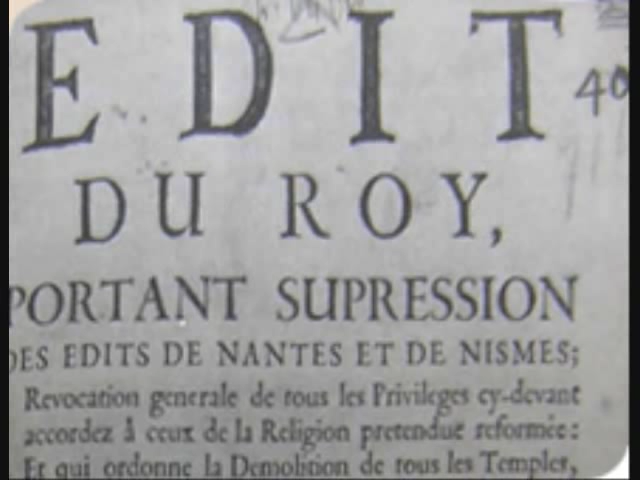 40
EDIT
DU ROY,
PORTANT SUPRESSION
DES EDITS DE NANTES ET DE NISMES;
Revocation generale de tous les Privileges cy-devant
accordez à ceux de la Religion pretenduë reformée:
Et qui ordonne la Demolition de tous les Temples,